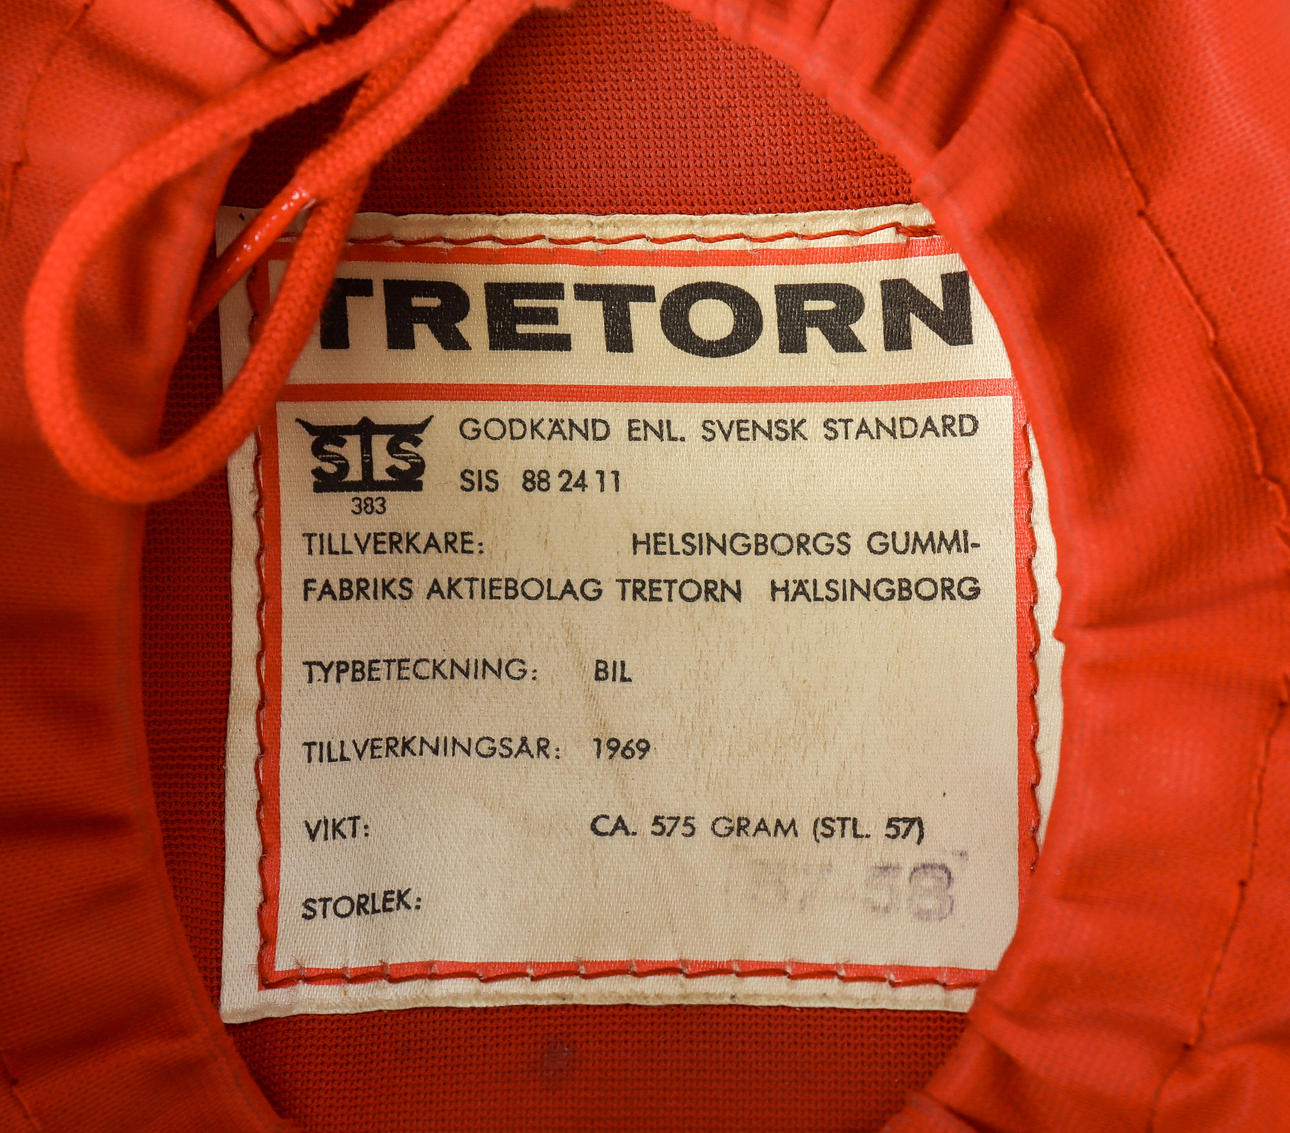 TRETORN
SIS GODKÄND ENL. SVENSK STANDARD
SIS 88 24 11
383
TILLVERKARE: HELSINGBORGS GUMMI-
FABRIKS AKTIEBOLAG TRETORN HÄLSINGBORG
TYPBETECKNING: BIL
TILLVERKNINGSÅR: 1969
VIKT: CA. 575 GRAM (STL. 57)
STORLEK: 57 58